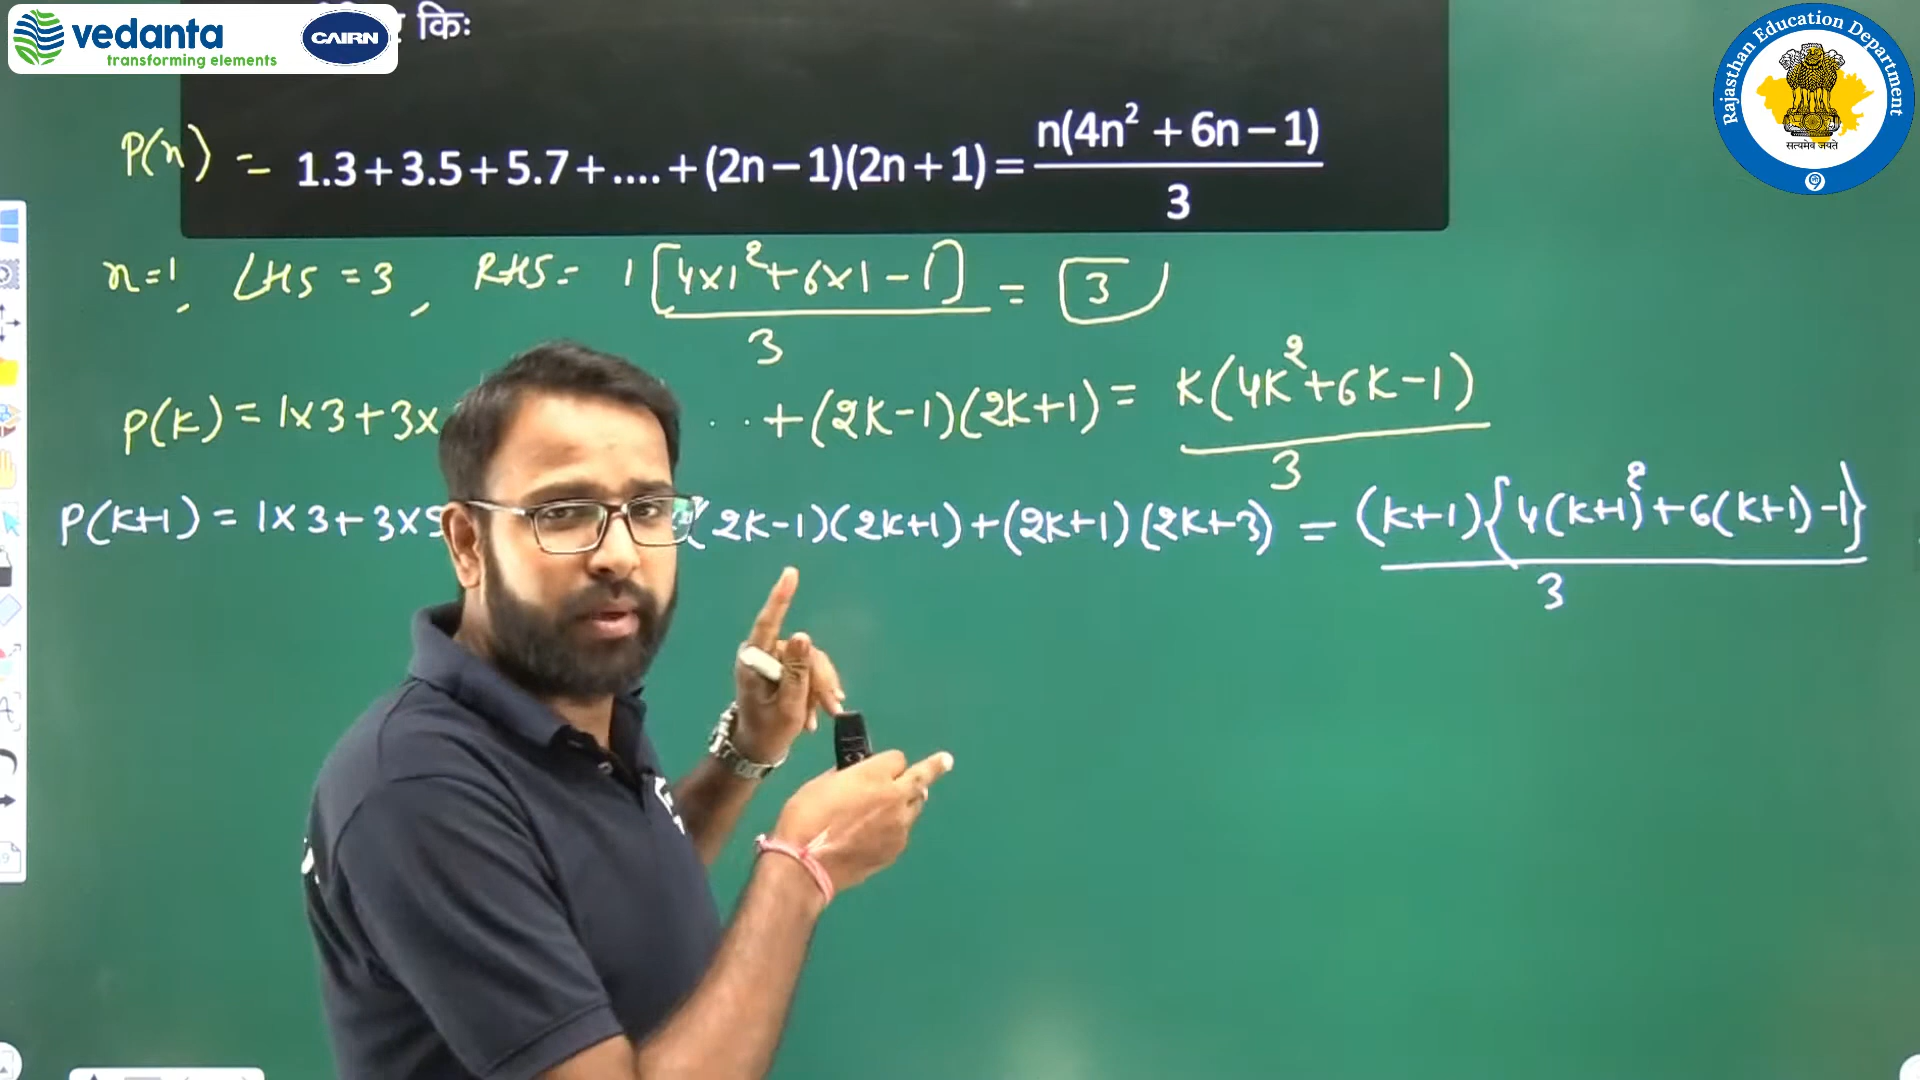 vedanta
transforming elements
CAIRN
कि:
Rajasthan Education Department
सत्यमेव जयते
P(n) = 1.3+3.5+5.7+....+(2n−1)(2n+1)= n(4n² +6n−1) / 3
n=1, LHS = 3, RHS = 1[4×1²+6×1−1] / 3 = 3
P(k) = 1×3+3× ..+(2k-1)(2k+1) = k(4k²+6k-1) / 3
P(k+1) = 1×3+3×5 (2k-1)(2k+1)+(2k+1)(2k+3) = (k+1){4(k+1)²+6(k+1)-1} / 3